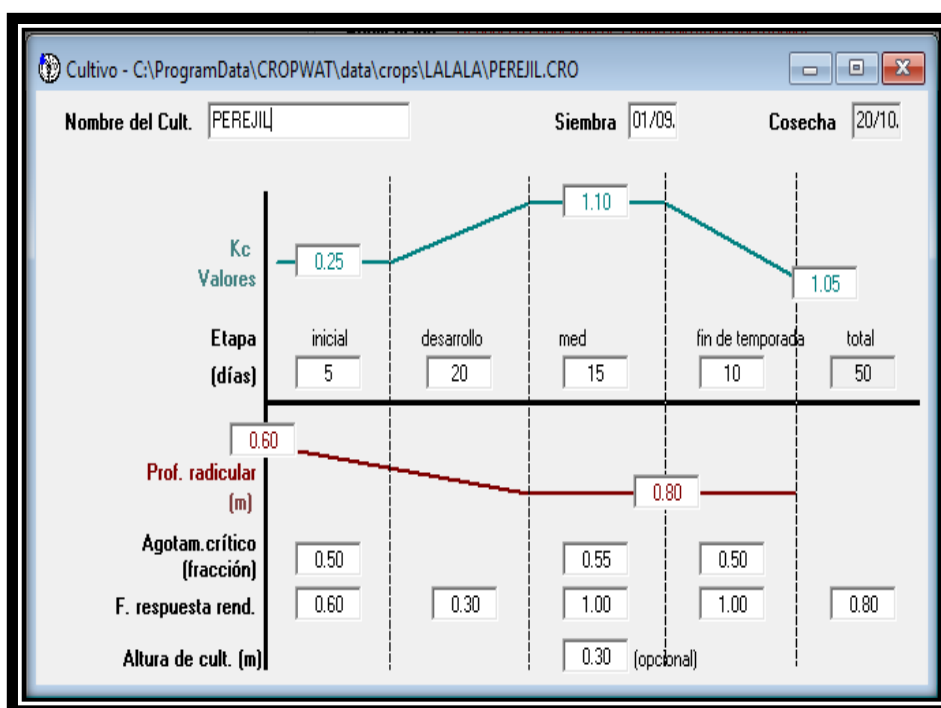 Cultivo - C:\ProgramData\CROPWAT\data\crops\LALALA\PEREJIL.CRO
Nombre del Cult. PEREJIL Siembra 01/09. Cosecha 20/10.
1.10
Kc 0.25
Valores 1.05
Etapa inicial desarrollo med fin de temporada total
(días) 5 20 15 10 50
0.60
Prof. radicular 0.80
(m)
Agotam.crítico 0.50 0.55 0.50
(fracción)
F. respuesta rend. 0.60 0.30 1.00 1.00 0.80
Altura de cult. (m) 0.30 (opcional)